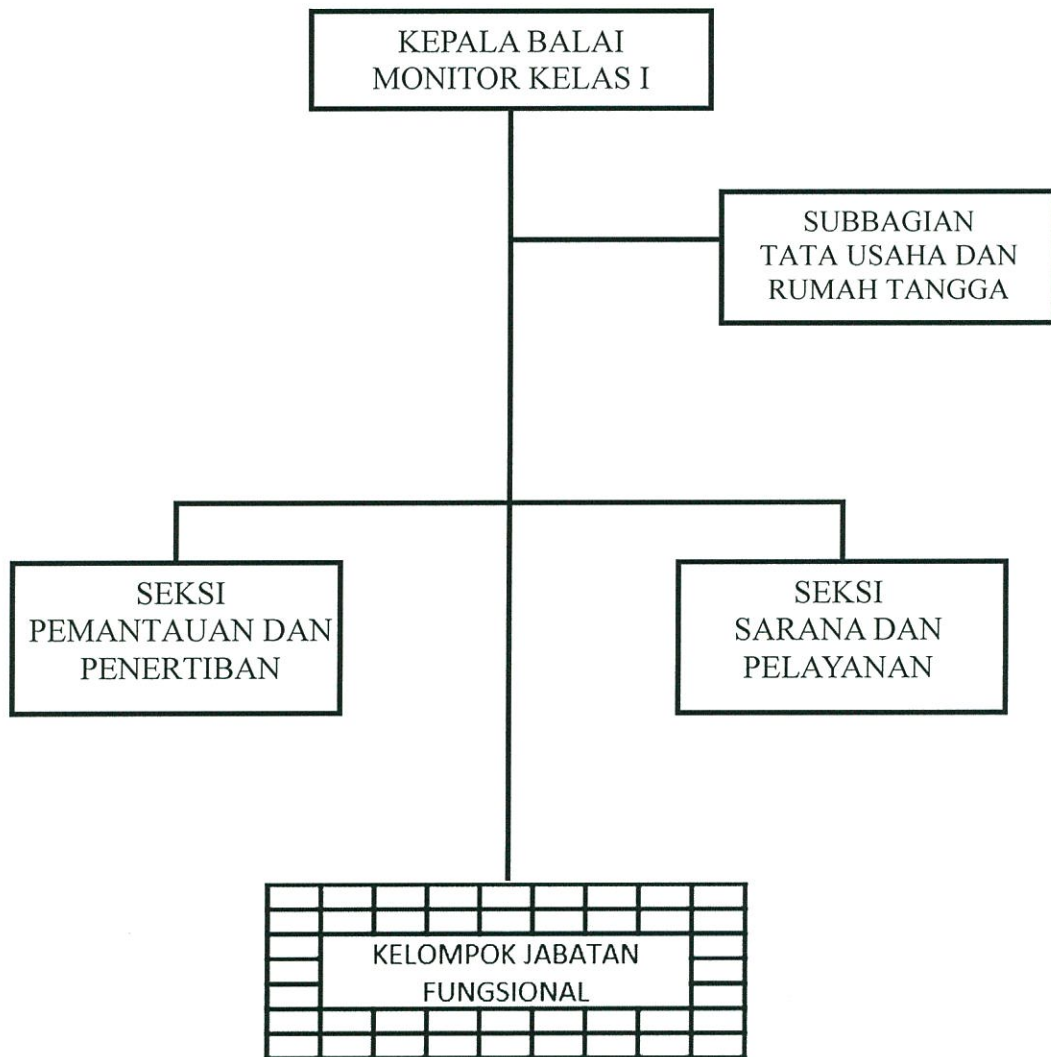 KEPALA BALAI
MONITOR KELAS I
SUBBAGIAN
TATA USAHA DAN
RUMAH TANGGA
SEKSI
PEMANTAUAN DAN
PENERTIBAN
SEKSI
SARANA DAN
PELAYANAN
KELOMPOK JABATAN
FUNGSIONAL